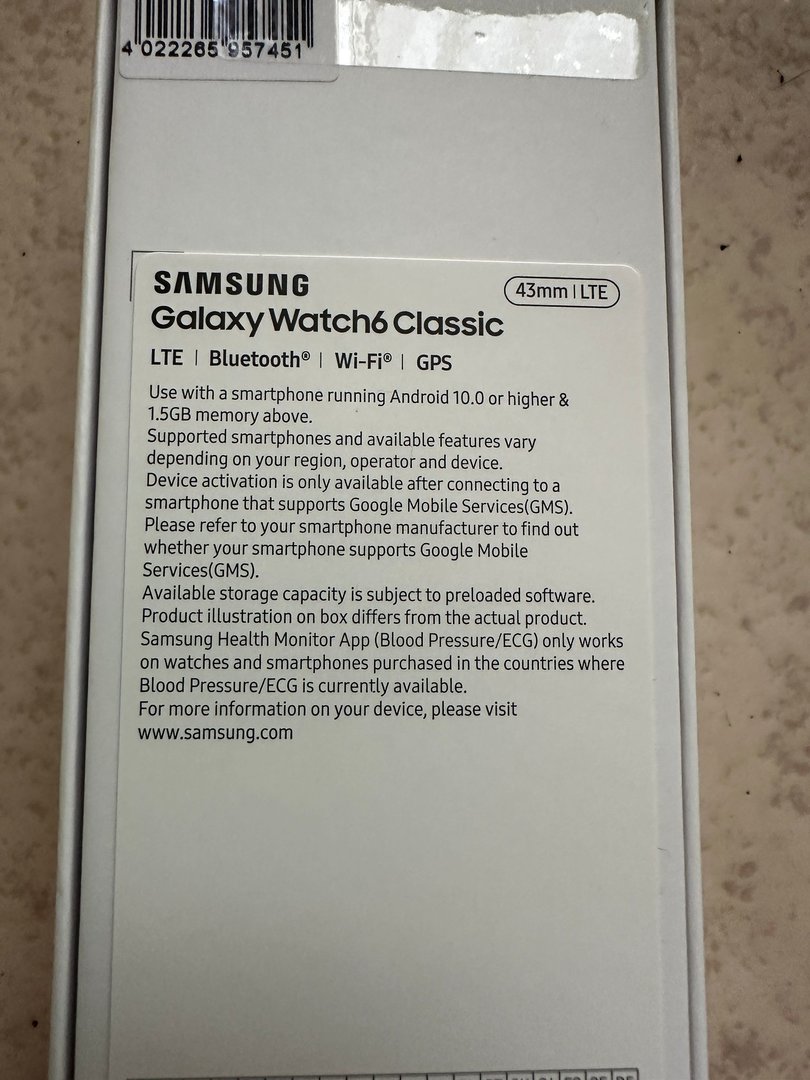 4 022265 957451
SAMSUNG
43mm | LTE
Galaxy Watch6 Classic
LTE | Bluetooth® | Wi-Fi® | GPS
Use with a smartphone running Android 10.0 or higher &
1.5GB memory above.
Supported smartphones and available features vary
depending on your region, operator and device.
Device activation is only available after connecting to a
smartphone that supports Google Mobile Services(GMS).
Please refer to your smartphone manufacturer to find out
whether your smartphone supports Google Mobile
Services(GMS).
Available storage capacity is subject to preloaded software.
Product illustration on box differs from the actual product.
Samsung Health Monitor App (Blood Pressure/ECG) only works
on watches and smartphones purchased in the countries where
Blood Pressure/ECG is currently available.
For more information on your device, please visit
www.samsung.com